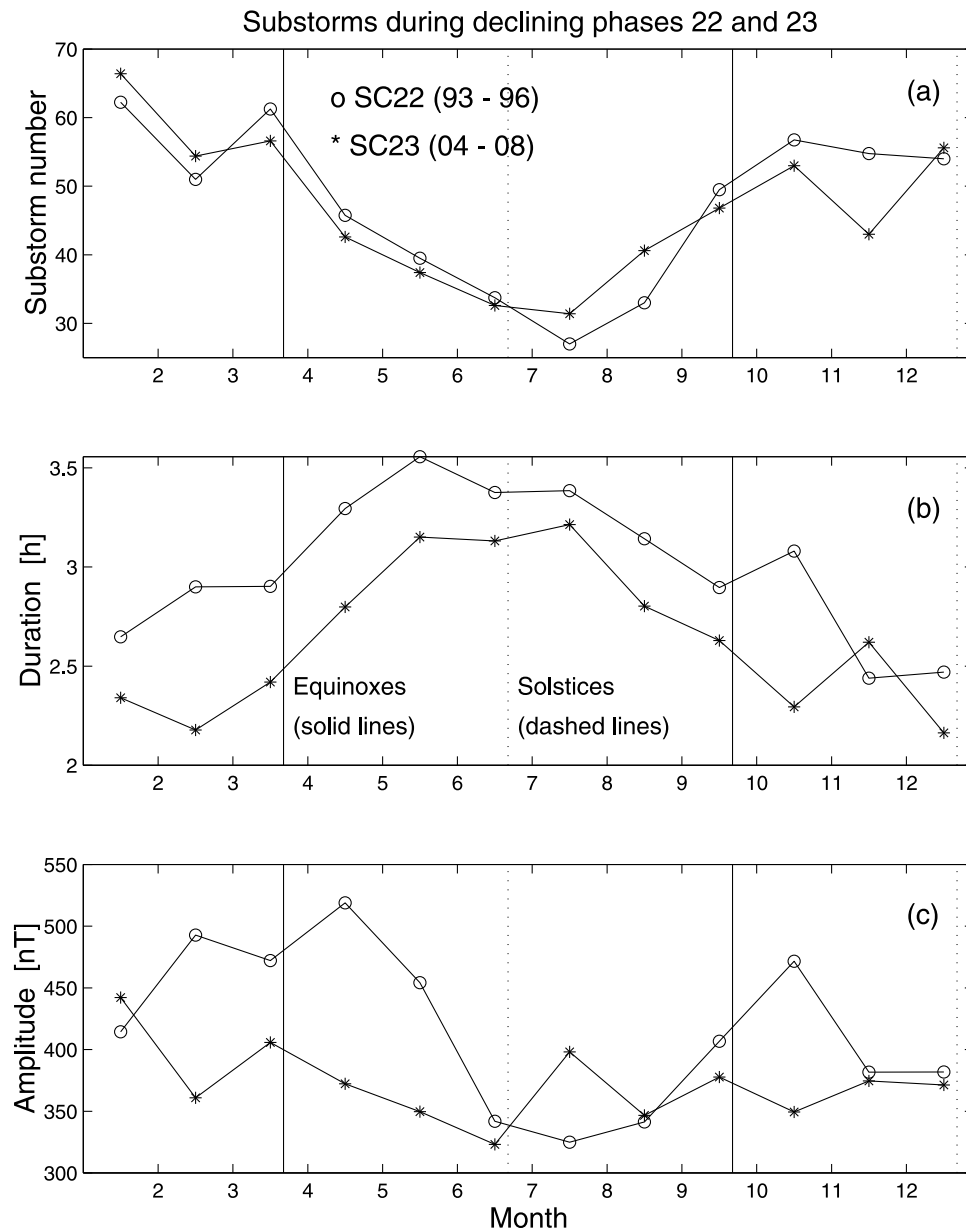 Substorms during declining phases 22 and 23
70
60
50
40
30
Substorm number
(a)
o SC22 (93 - 96)
* SC23 (04 - 08)
2 3 4 5 6 7 8 9 10 11 12
3.5
3
2.5
2
Duration [h]
(b)
Equinoxes
(solid lines)
Solstices
(dashed lines)
2 3 4 5 6 7 8 9 10 11 12
550
500
450
400
350
300
Amplitude [nT]
(c)
2 3 4 5 6 7 8 9 10 11 12
Month